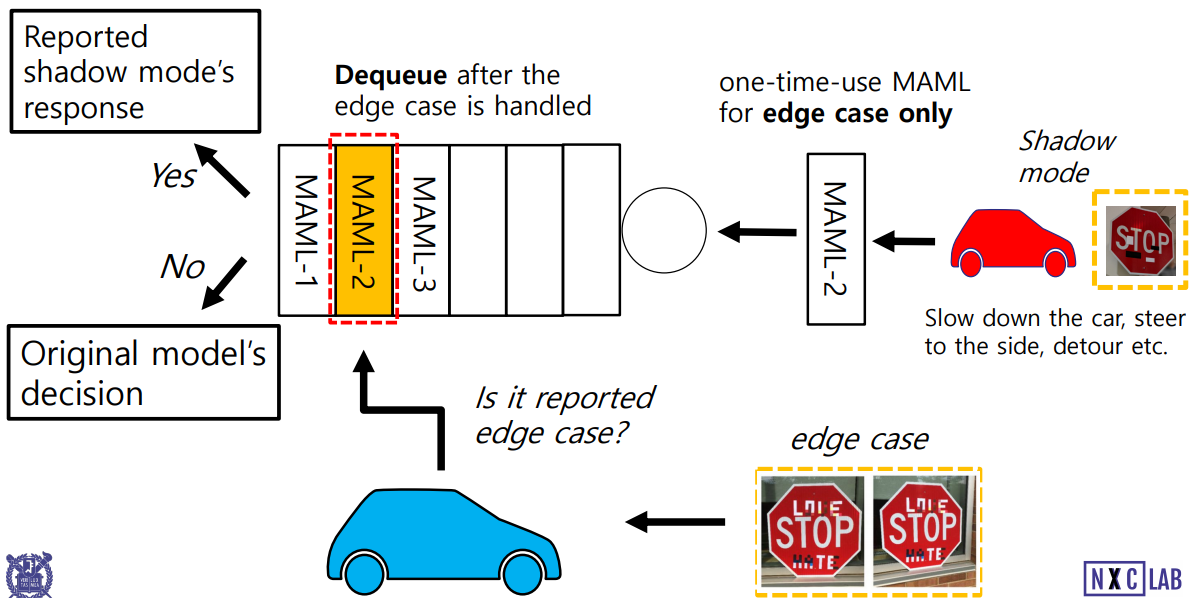 Reported
shadow mode's
response
Yes
No
Original model's
decision
Dequeue after the
edge case is handled
MAML-1
MAML-2
MAML-3
one-time-use MAML
for edge case only
MAML-2
Shadow
mode
STOP
Slow down the car, steer
to the side, detour etc.
Is it reported
edge case?
edge case
STOP
HATE
STOP
HATE
N X C LAB